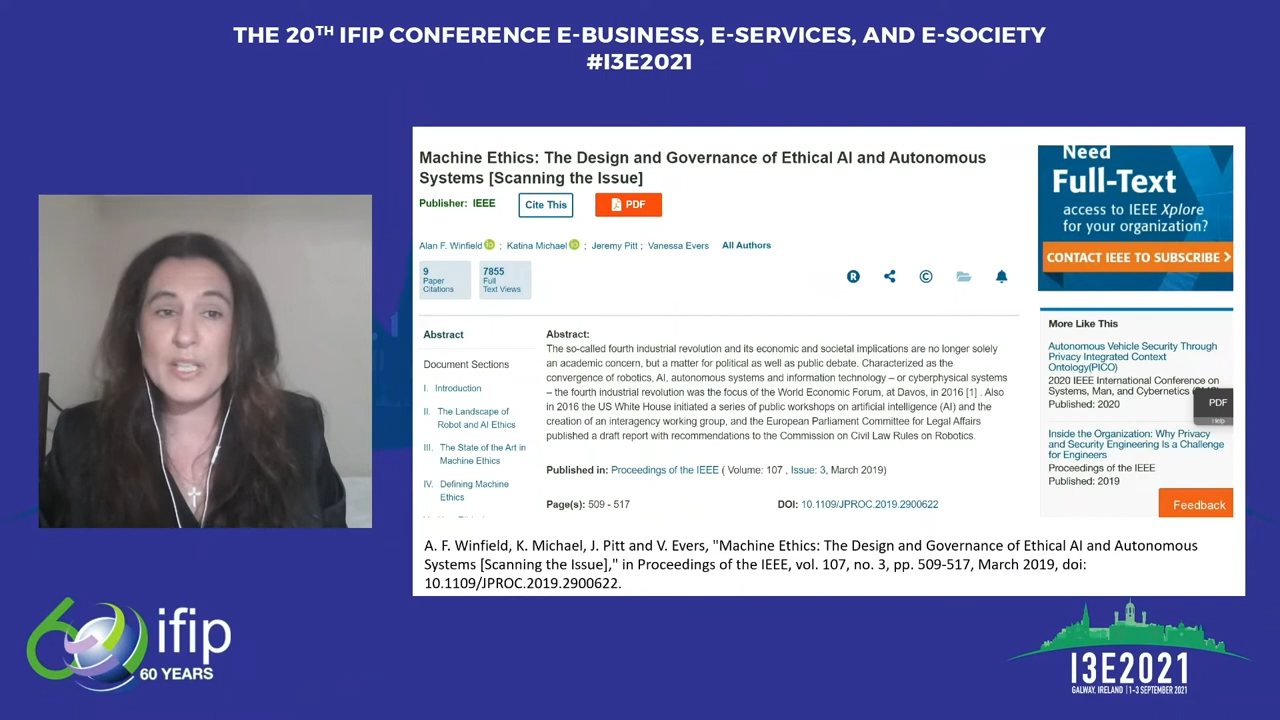 THE 20TH IFIP CONFERENCE E-BUSINESS, E-SERVICES, AND E-SOCIETY
#I3E2021
Machine Ethics: The Design and Governance of Ethical AI and Autonomous
Systems [Scanning the Issue]
Publisher: IEEE
Cite This
PDF
Alan F. Winfield ; Katina Michael ; Jeremy Pitt ; Vanessa Evers All Authors
9
Paper
Citations
7855
Full
Text Views
R
©
Abstract
Document Sections
I. Introduction
II. The Landscape of
Robot and AI Ethics
III. The State of the Art in
Machine Ethics
IV. Defining Machine
Ethics
Abstract:
The so-called fourth industrial revolution and its economic and societal implications are no longer solely
an academic concern, but a matter for political as well as public debate. Characterized as the
convergence of robotics, AI, autonomous systems and information technology – or cyberphysical systems
– the fourth industrial revolution was the focus of the World Economic Forum, at Davos, in 2016 [1] . Also
in 2016 the US White House initiated a series of public workshops on artificial intelligence (AI) and the
creation of an interagency working group, and the European Parliament Committee for Legal Affairs
published a draft report with recommendations to the Commission on Civil Law Rules on Robotics.
Published in: Proceedings of the IEEE ( Volume: 107 , Issue: 3, March 2019)
Page(s): 509 - 517
DOI: 10.1109/JPROC.2019.2900622
Need
Full-Text
access to IEEE Xplore
for your organization?
CONTACT IEEE TO SUBSCRIBE >
More Like This
Autonomous Vehicle Security Through
Privacy Integrated Context
Ontology(PICO)
2020 IEEE International Conference on
Systems, Man, and Cybernetics
Published: 2020
PDF
Help
Inside the Organization: Why Privacy
and Security Engineering Is a Challenge
for Engineers
Proceedings of the IEEE
Published: 2019
Feedback
A. F. Winfield, K. Michael, J. Pitt and V. Evers, "Machine Ethics: The Design and Governance of Ethical AI and Autonomous
Systems [Scanning the Issue]," in Proceedings of the IEEE, vol. 107, no. 3, pp. 509-517, March 2019, doi:
10.1109/JPROC.2019.2900622.
60 ifip
60 YEARS
I3E2021
GALWAY, IRELAND | 1-3 SEPTEMBER 2021